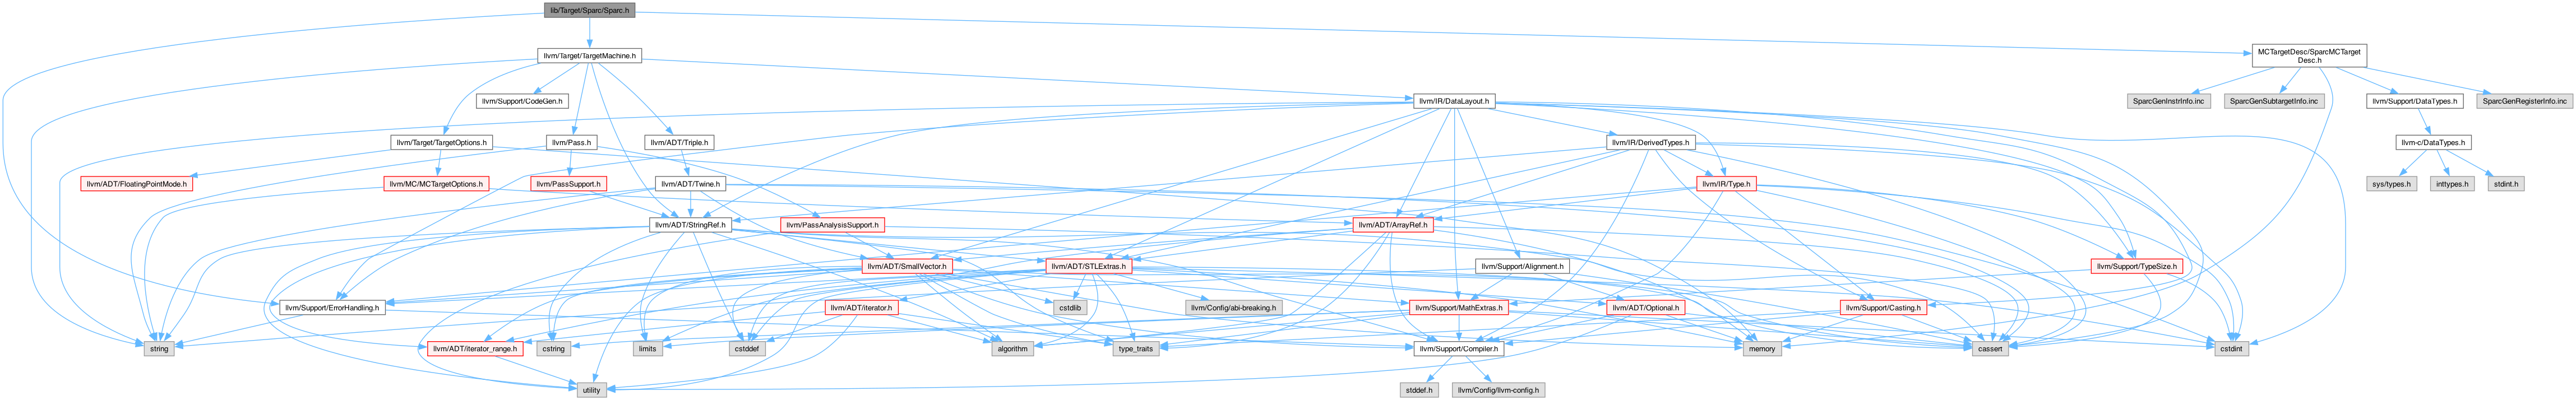 lib/Target/Sparc/Sparc.h
llvm/Target/TargetMachine.h
MCTargetDesc/SparcMCTarget
Desc.h
llvm/Support/CodeGen.h
llvm/IR/DataLayout.h
SparcGenInstrInfo.inc
SparcGenSubtargetInfo.inc
llvm/Support/DataTypes.h
SparcGenRegisterInfo.inc
llvm/Target/TargetOptions.h
llvm/Pass.h
llvm/ADT/Triple.h
llvm/IR/DerivedTypes.h
llvm-c/DataTypes.h
llvm/ADT/FloatingPointMode.h
llvm/MC/MCTargetOptions.h
llvm/PassSupport.h
llvm/ADT/Twine.h
llvm/IR/Type.h
sys/types.h
inttypes.h
stdint.h
llvm/ADT/StringRef.h
llvm/PassAnalysisSupport.h
llvm/ADT/ArrayRef.h
llvm/ADT/SmallVector.h
llvm/ADT/STLExtras.h
llvm/Support/Alignment.h
llvm/Support/TypeSize.h
llvm/Support/ErrorHandling.h
llvm/ADT/iterator.h
cstdlib
llvm/Config/abi-breaking.h
llvm/Support/MathExtras.h
llvm/ADT/Optional.h
llvm/Support/Casting.h
string
llvm/ADT/iterator_range.h
cstring
limits
cstddef
algorithm
type_traits
llvm/Support/Compiler.h
memory
cassert
cstdint
utility
stddef.h
llvm/Config/llvm-config.h